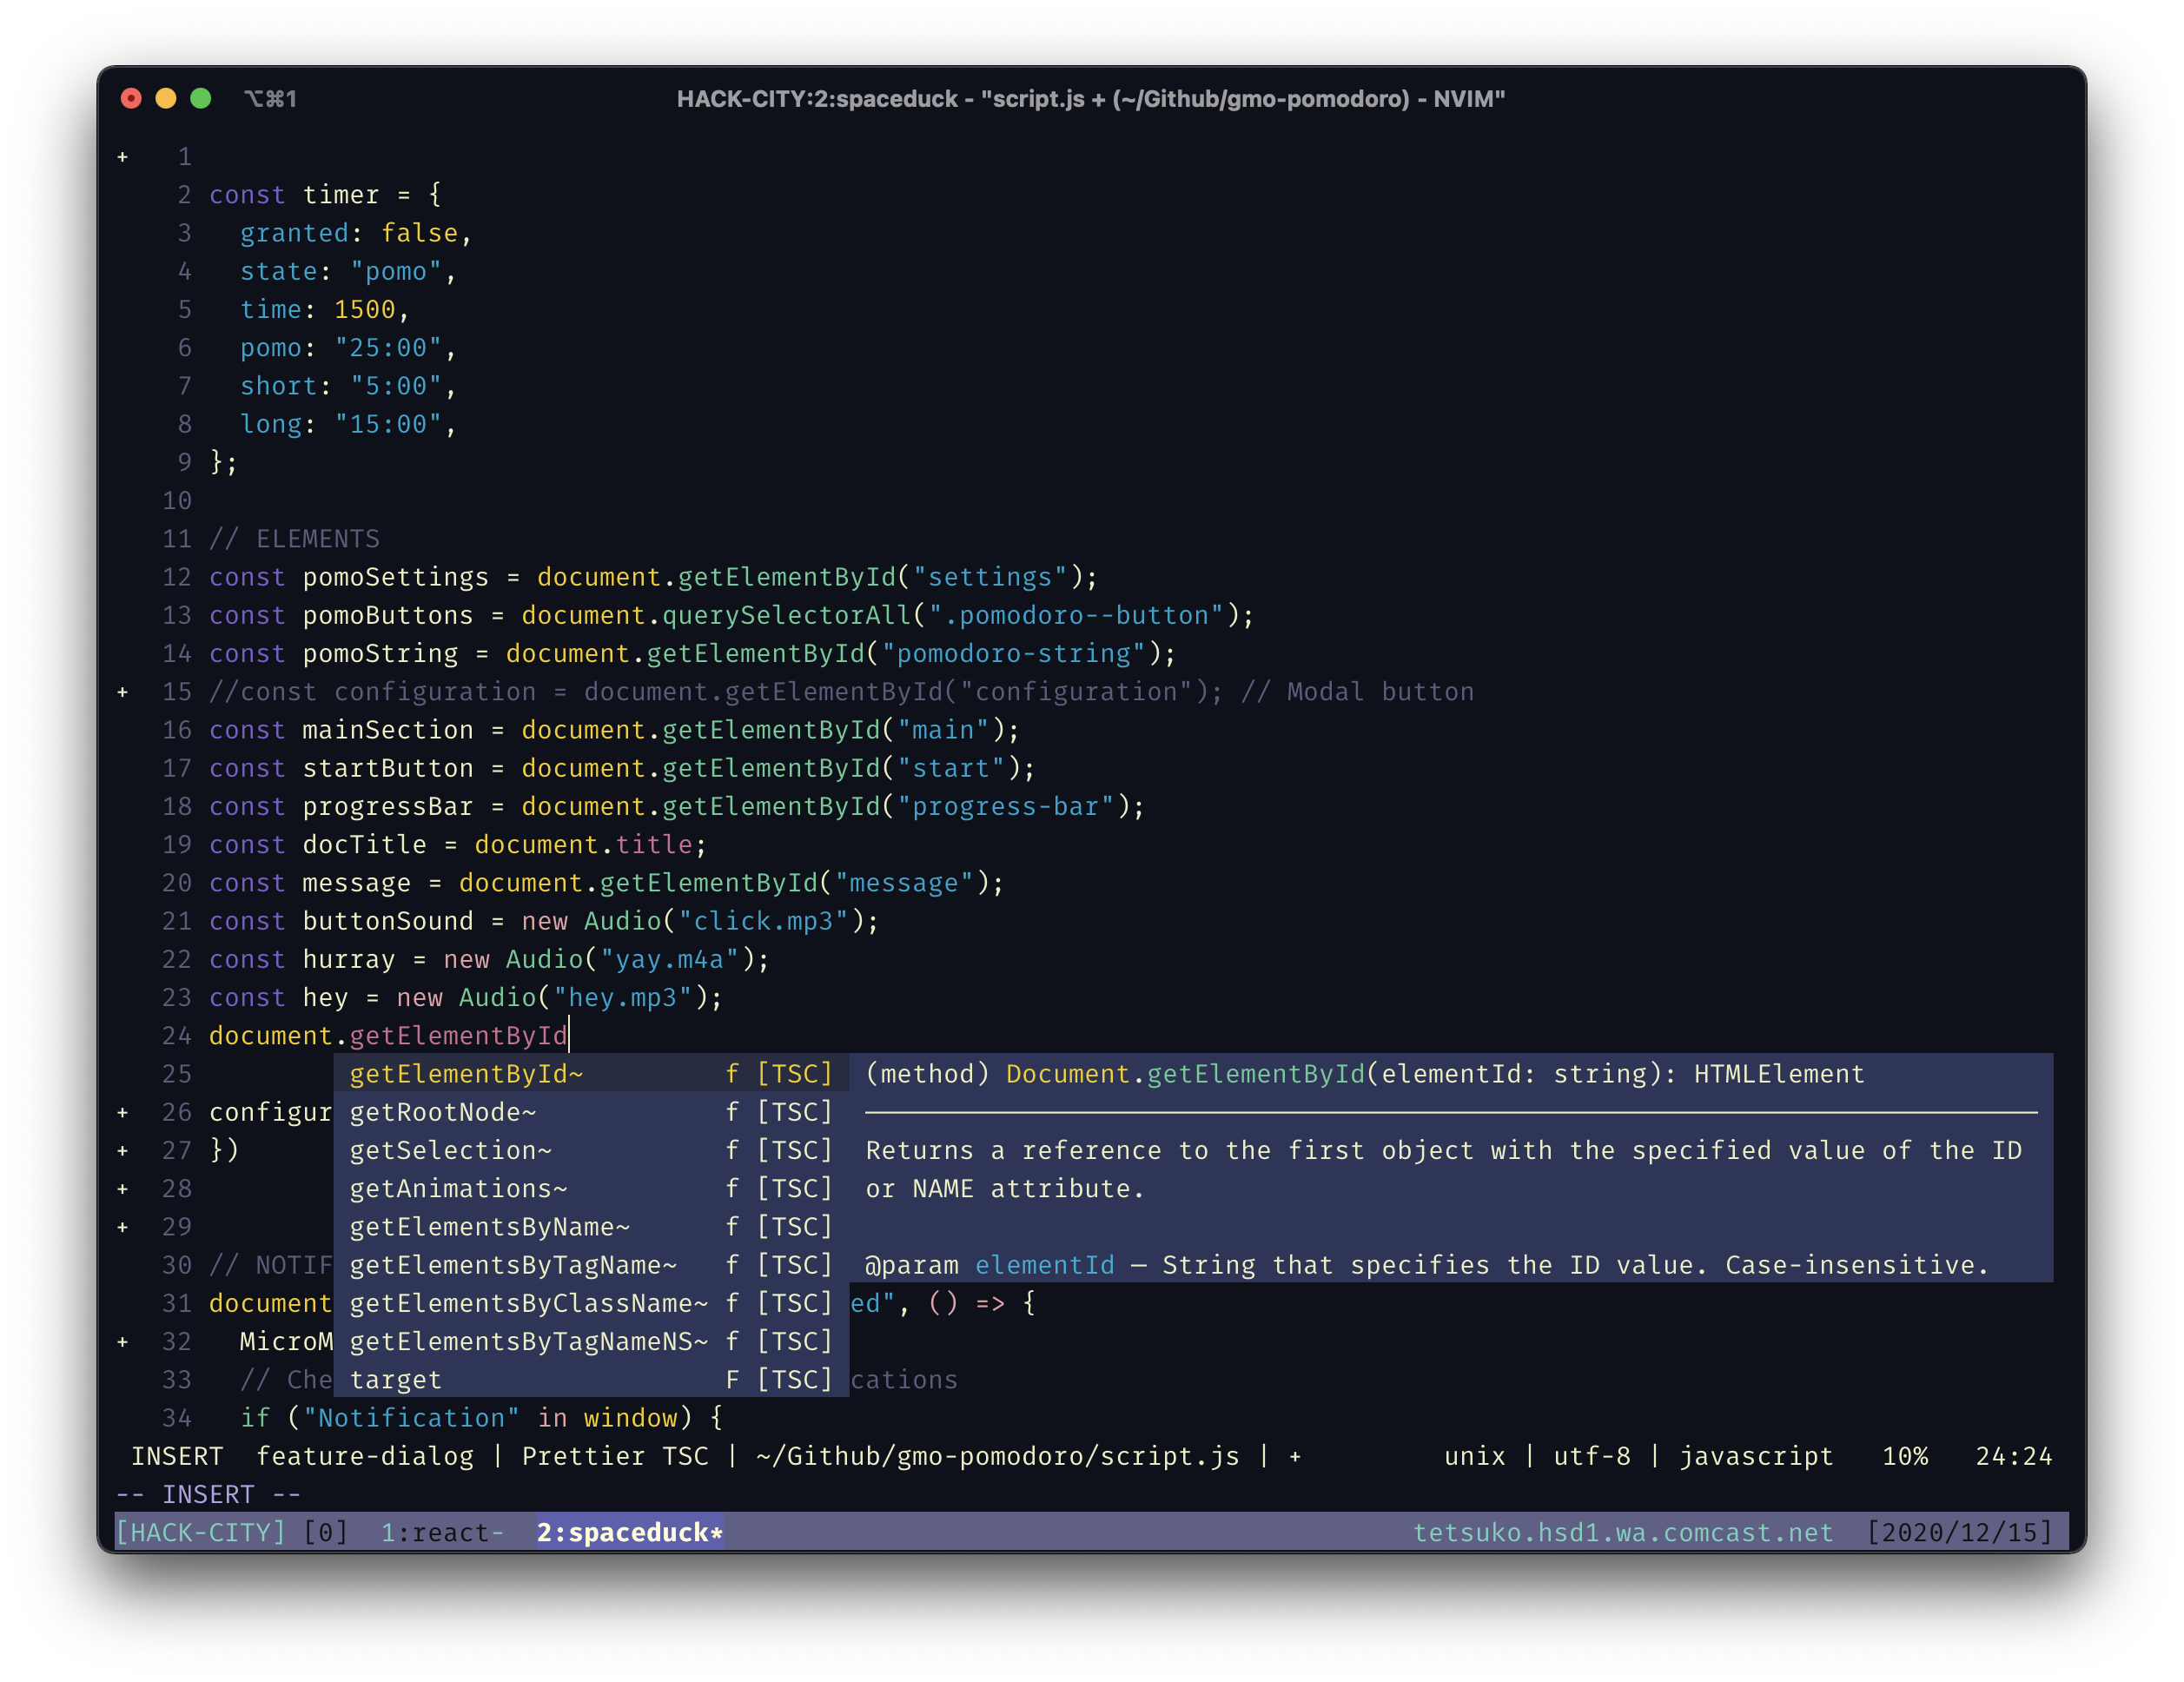 ⌥⌘1 HACK-CITY:2:spaceduck - "script.js + (~/Github/gmo-pomodoro) - NVIM"
+ 1
2 const timer = {
3 granted: false,
4 state: "pomo",
5 time: 1500,
6 pomo: "25:00",
7 short: "5:00",
8 long: "15:00",
9 };
10
11 // ELEMENTS
12 const pomoSettings = document.getElementById("settings");
13 const pomoButtons = document.querySelectorAll(".pomodoro--button");
14 const pomoString = document.getElementById("pomodoro-string");
+ 15 //const configuration = document.getElementById("configuration"); // Modal button
16 const mainSection = document.getElementById("main");
17 const startButton = document.getElementById("start");
18 const progressBar = document.getElementById("progress-bar");
19 const docTitle = document.title;
20 const message = document.getElementById("message");
21 const buttonSound = new Audio("click.mp3");
22 const hurray = new Audio("yay.m4a");
23 const hey = new Audio("hey.mp3");
24 document.getElementById
25 getElementById~ f [TSC] (method) Document.getElementById(elementId: string): HTMLElement
+ 26 configur getRootNode~ f [TSC]
+ 27 }) getSelection~ f [TSC] Returns a reference to the first object with the specified value of the ID
+ 28 getAnimations~ f [TSC] or NAME attribute.
+ 29 getElementsByName~ f [TSC]
30 // NOTIF getElementsByTagName~ f [TSC] @param elementId — String that specifies the ID value. Case-insensitive.
31 document getElementsByClassName~ f [TSC] ed", () => {
+ 32 MicroM getElementsByTagNameNS~ f [TSC]
33 // Che target F [TSC] cations
34 if ("Notification" in window) {
INSERT feature-dialog | Prettier TSC | ~/Github/gmo-pomodoro/script.js | + unix | utf-8 | javascript 10% 24:24
-- INSERT --
[HACK-CITY] [0] 1:react- 2:spaceduck* tetsuko.hsd1.wa.comcast.net [2020/12/15]